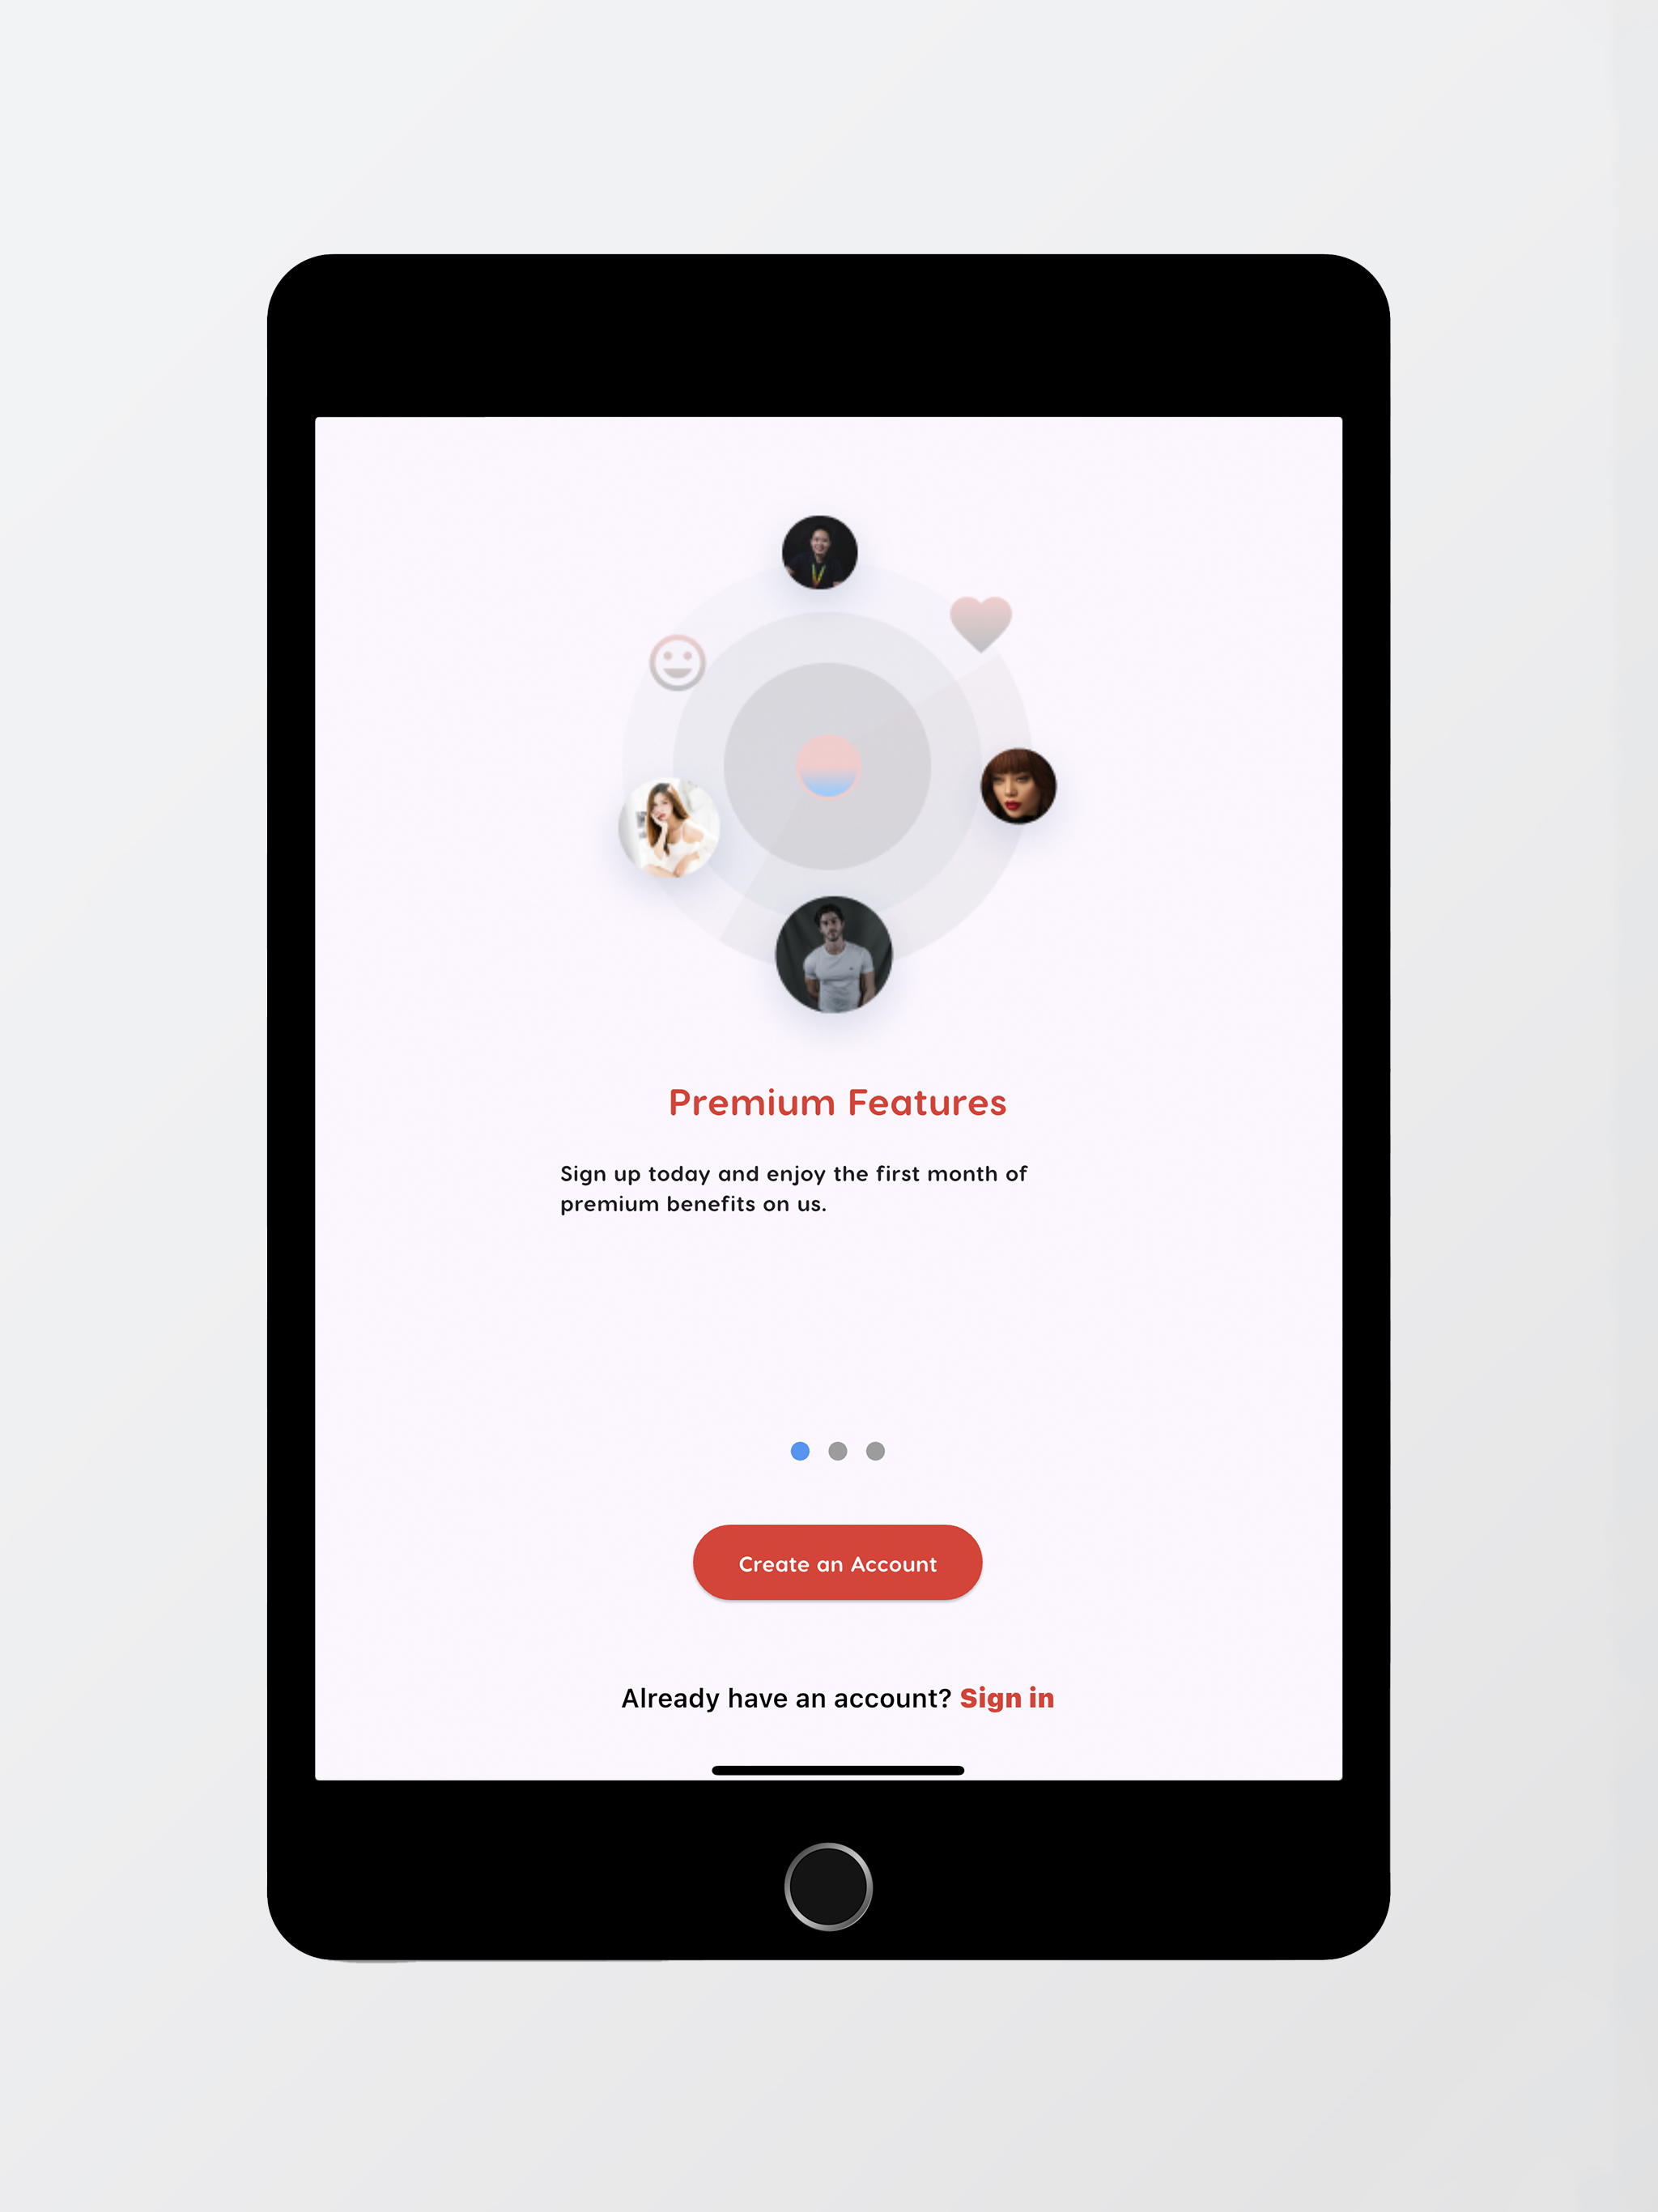 Premium Features
Sign up today and enjoy the first month of
premium benefits on us.
Create an Account
Already have an account? Sign in